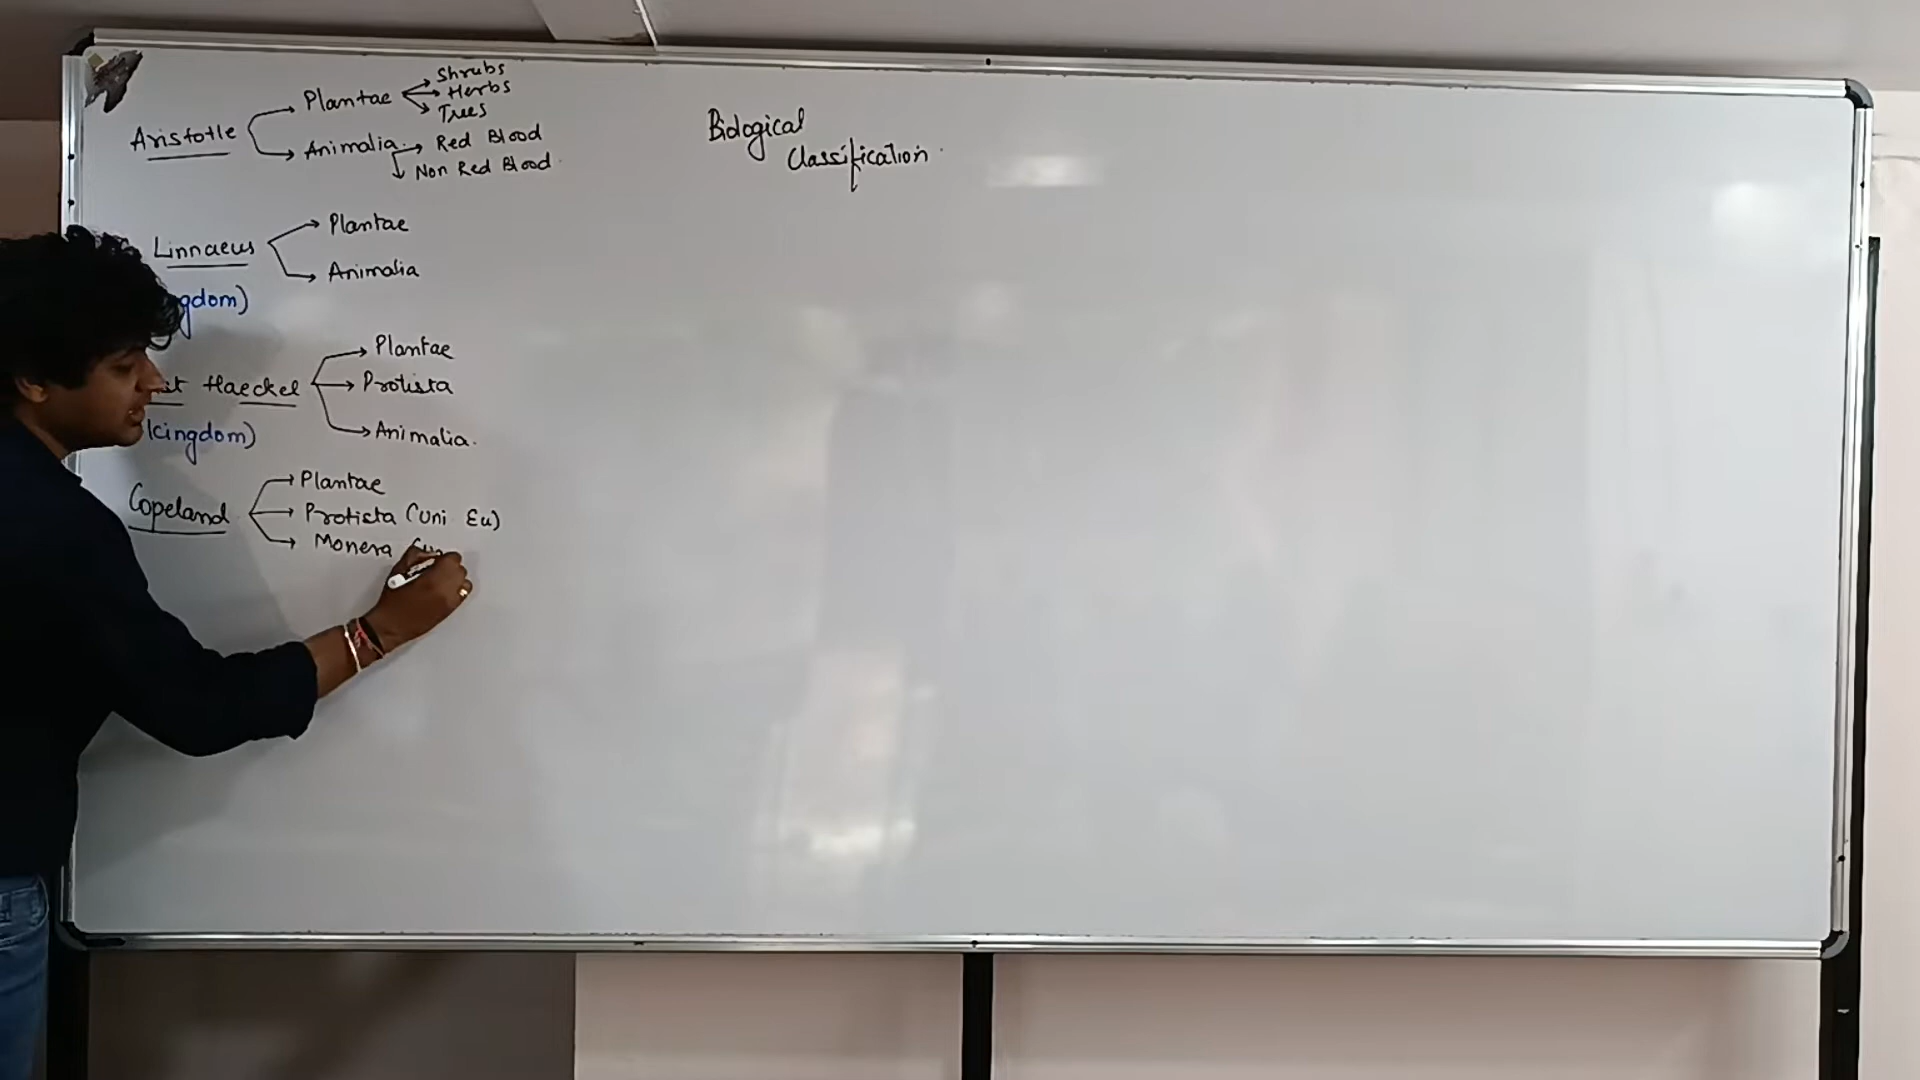 Shrubs
Plantae Herbs
Trees
Aristotle
Animalia Red Blood
Non Red Blood
Biological
Classification
Plantae
Linnaeus
Animalia
gdom)
Plantae
Haeckel Protista
Animalia.
kingdom)
Plantae
Copeland
Protista (Uni Eu)
Monera